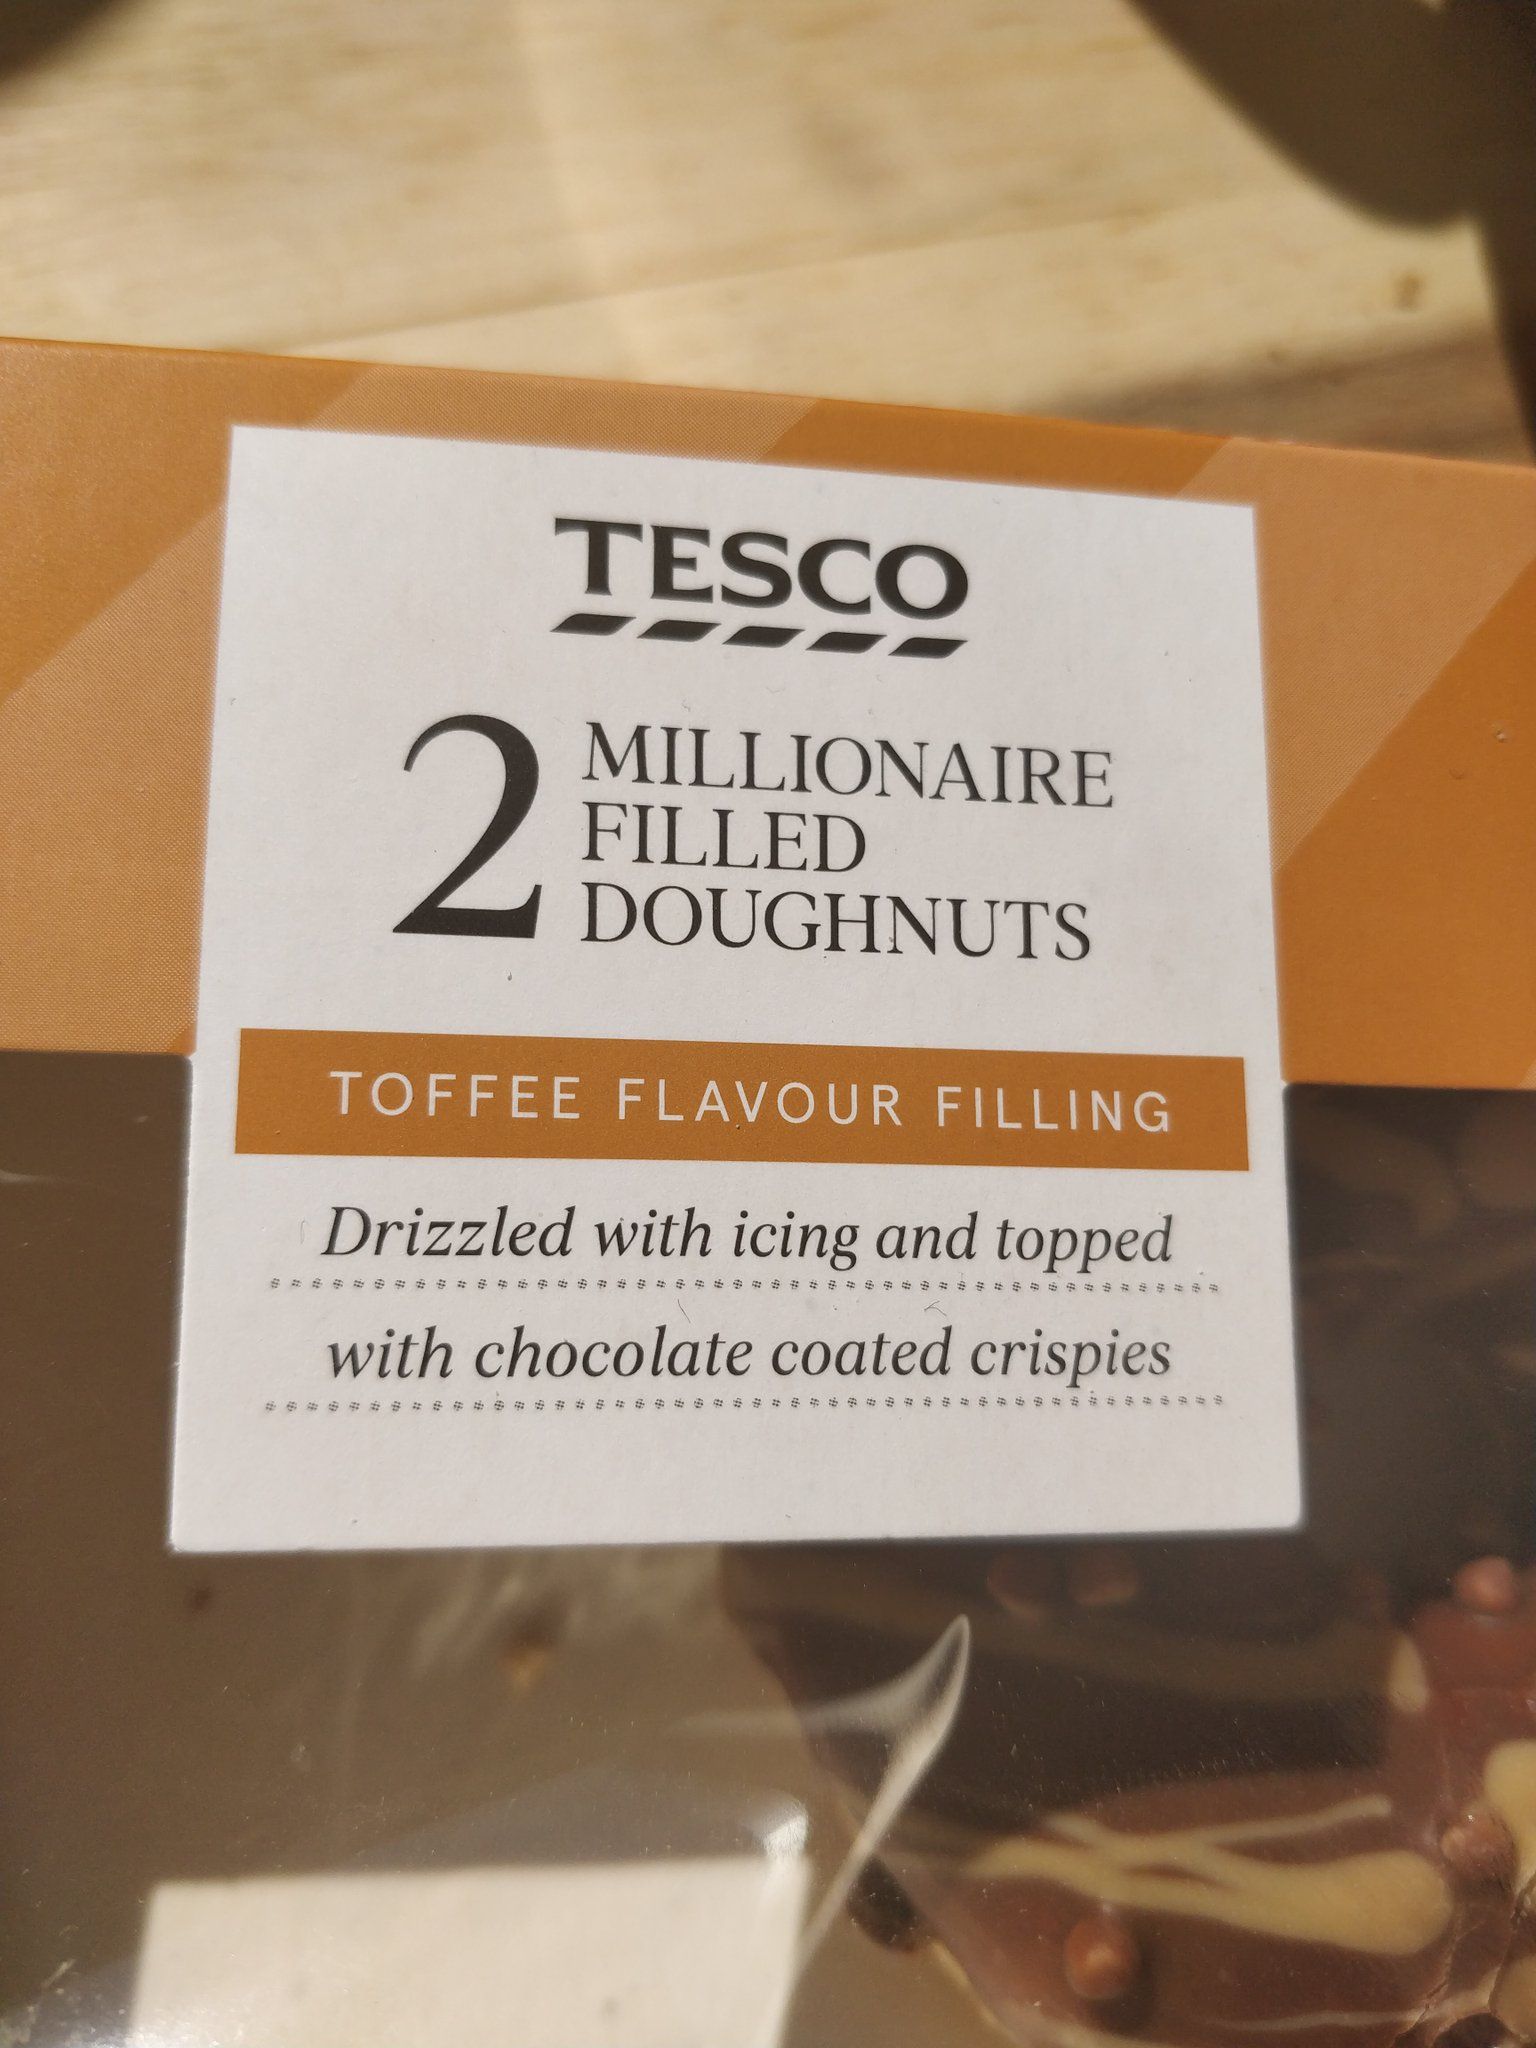 TESCO
2 MILLIONAIRE
FILLED
DOUGHNUTS
TOFFEE FLAVOUR FILLING
Drizzled with icing and topped
with chocolate coated crispies